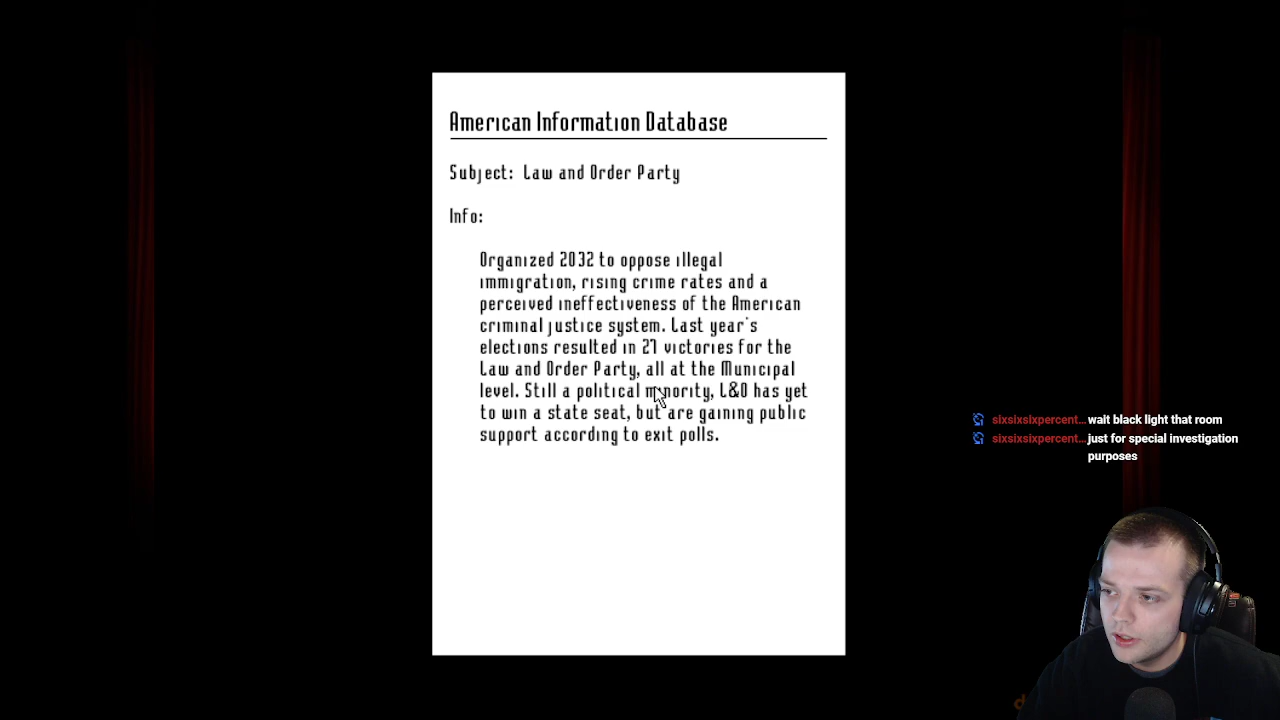 American Information Database
Subject: Law and Order Party
Info:
Organized 2032 to oppose illegal
immigration, rising crime rates and a
perceived ineffectiveness of the American
criminal justice system. Last year's
elections resulted in 27 victories for the
Law and Order Party, all at the Municipal
level. Still a political minority, L&O has yet
to win a state seat, but are gaining public
support according to exit polls.
sixsixsixpercent... wait black light that room
sixsixsixpercent... just for special investigation
purposes